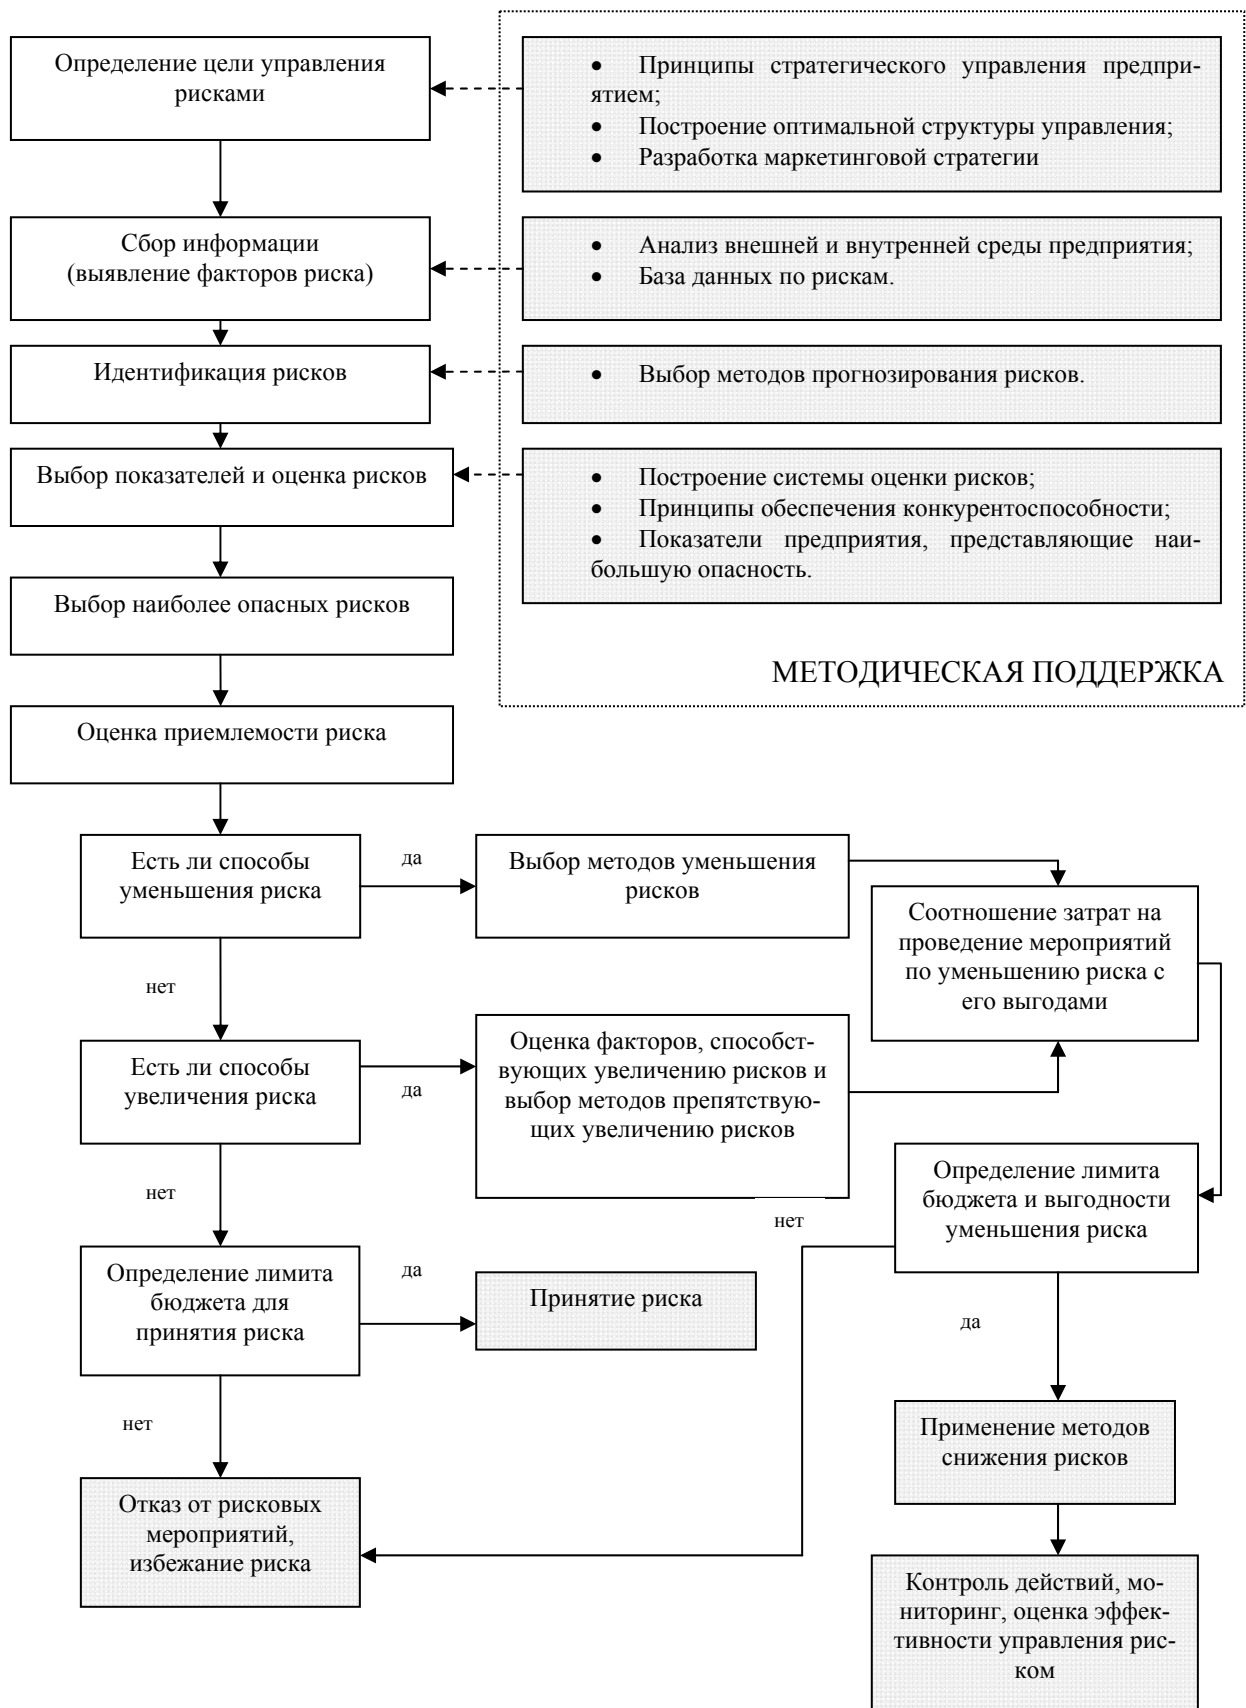 Определение цели управления
рисками
• Принципы стратегического управления предпри-
ятием;
• Построение оптимальной структуры управления;
• Разработка маркетинговой стратегии
Сбор информации
(выявление факторов риска)
• Анализ внешней и внутренней среды предприятия;
• База данных по рискам.
Идентификация рисков
• Выбор методов прогнозирования рисков.
Выбор показателей и оценка рисков
• Построение системы оценки рисков;
• Принципы обеспечения конкурентоспособности;
• Показатели предприятия, представляющие наи-
большую опасность.
Выбор наиболее опасных рисков
МЕТОДИЧЕСКАЯ ПОДДЕРЖКА
Оценка приемлемости риска
Есть ли способы
уменьшения риска
да
Выбор методов уменьшения
рисков
Соотношение затрат на
проведение мероприятий
по уменьшению риска с
его выгодами
нет
Есть ли способы
увеличения риска
да
Оценка факторов, способст-
вующих увеличению рисков и
выбор методов препятствую-
щих увеличению рисков
Определение лимита
бюджета и выгодности
уменьшения риска
нет
нет
Определение лимита
бюджета для
принятия риска
да
Принятие риска
да
нет
Применение методов
снижения рисков
Отказ от рисковых
мероприятий,
избежание риска
Контроль действий, мо-
ниторинг, оценка эффек-
тивности управления рис-
ком